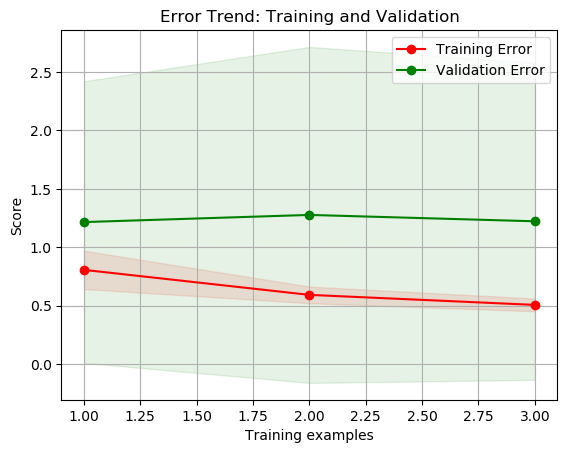 Error Trend: Training and Validation
Training Error
Validation Error
2.5
2.0
1.5
1.0
0.5
0.0
Score
1.00 1.25 1.50 1.75 2.00 2.25 2.50 2.75 3.00
Training examples